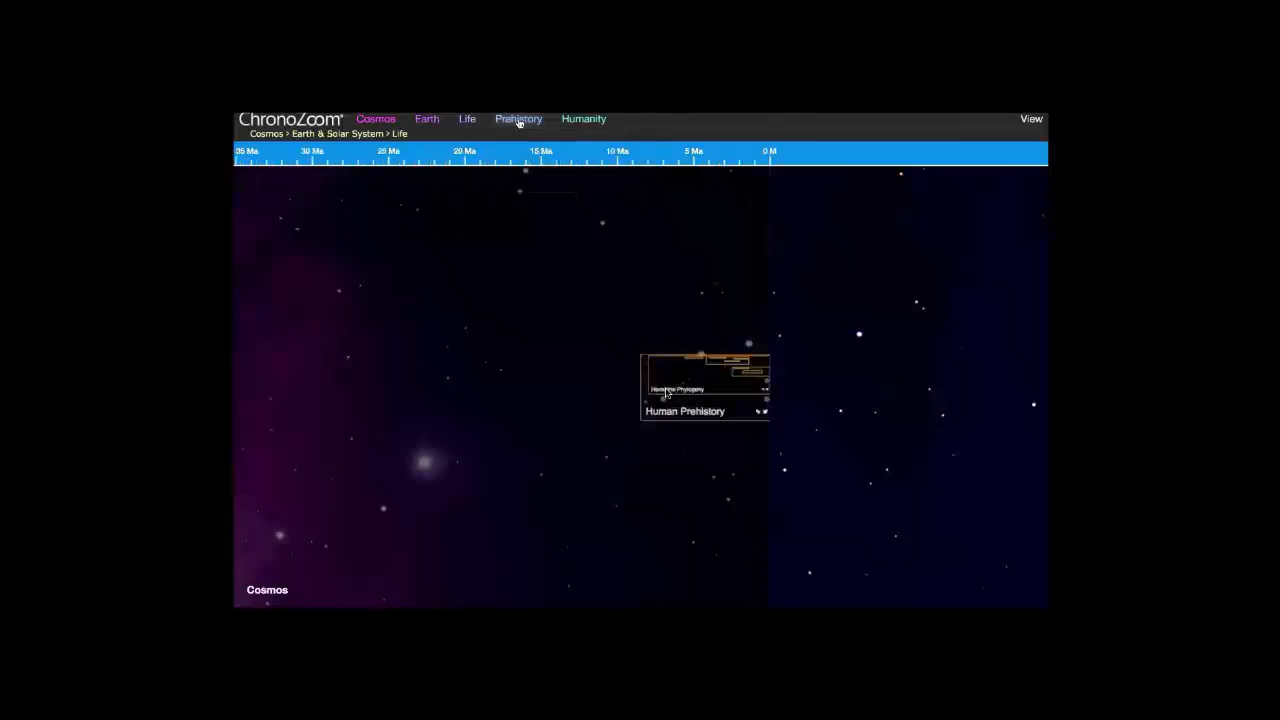 ChronoZoom Cosmos Earth Life Prehistory Humanity View
Cosmos > Earth & Solar System > Life
35 Ma 30 Ma 25 Ma 20 Ma 15 Ma 10 Ma 5 Ma 0 M
Phylogeny
Human Prehistory
Cosmos